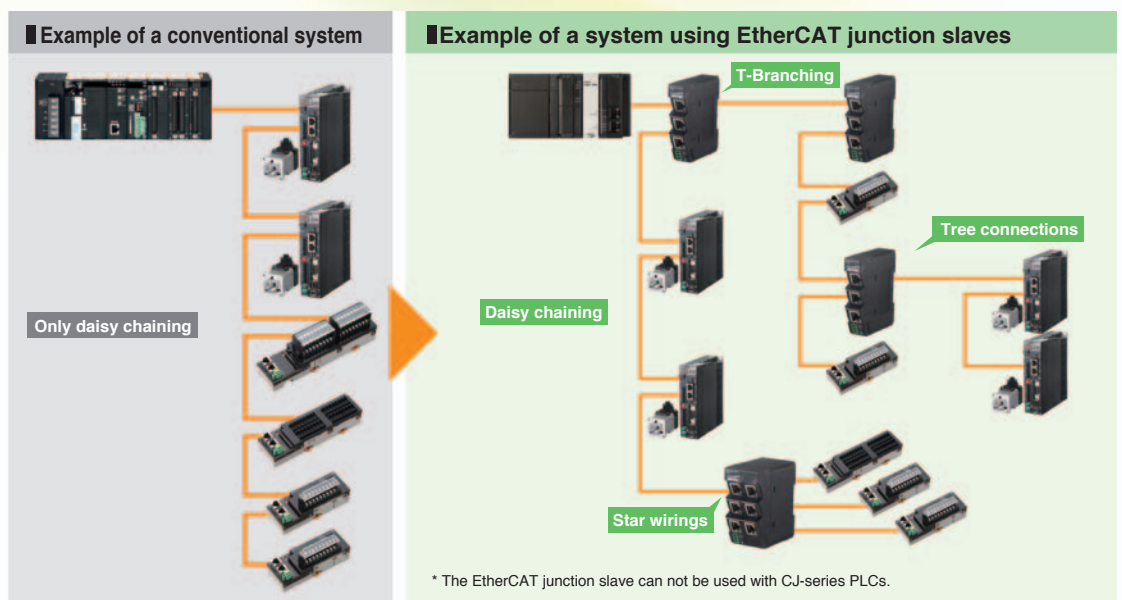 Example of a conventional system
Example of a system using EtherCAT junction slaves
T-Branching
Tree connections
Only daisy chaining
Daisy chaining
Star wirings
* The EtherCAT junction slave can not be used with CJ-series PLCs.